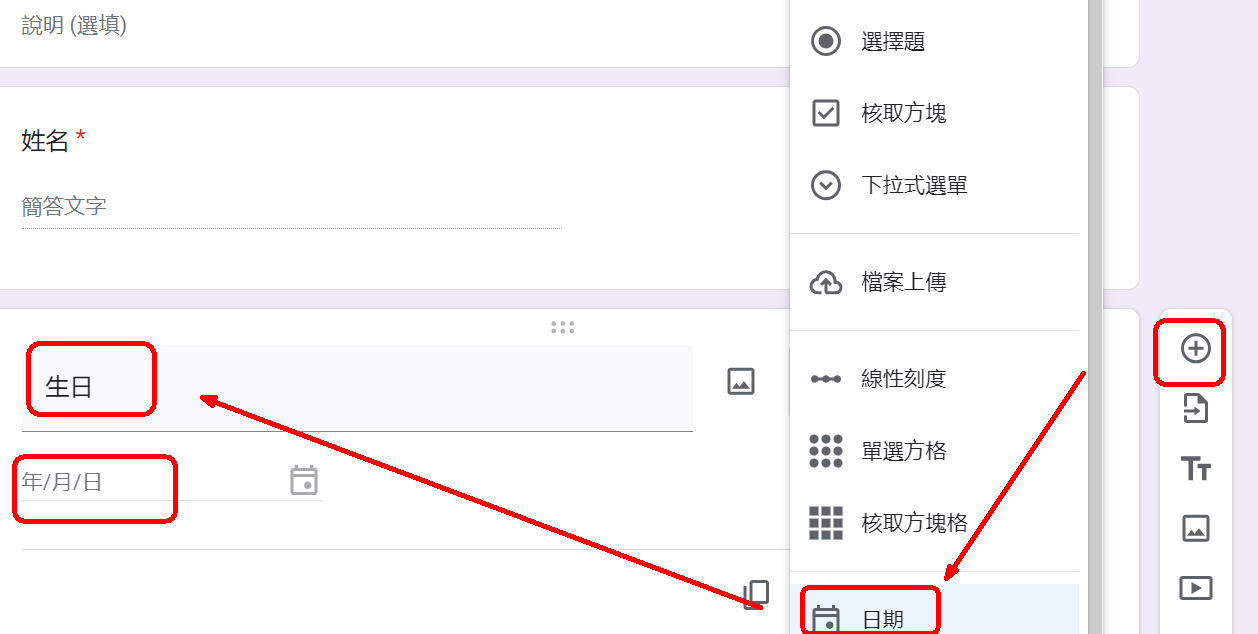 說明 (選填)
姓名 *
簡答文字
生日
年/月/日
選擇題
核取方塊
下拉式選單
檔案上傳
線性刻度
單選方格
核取方塊格
日期